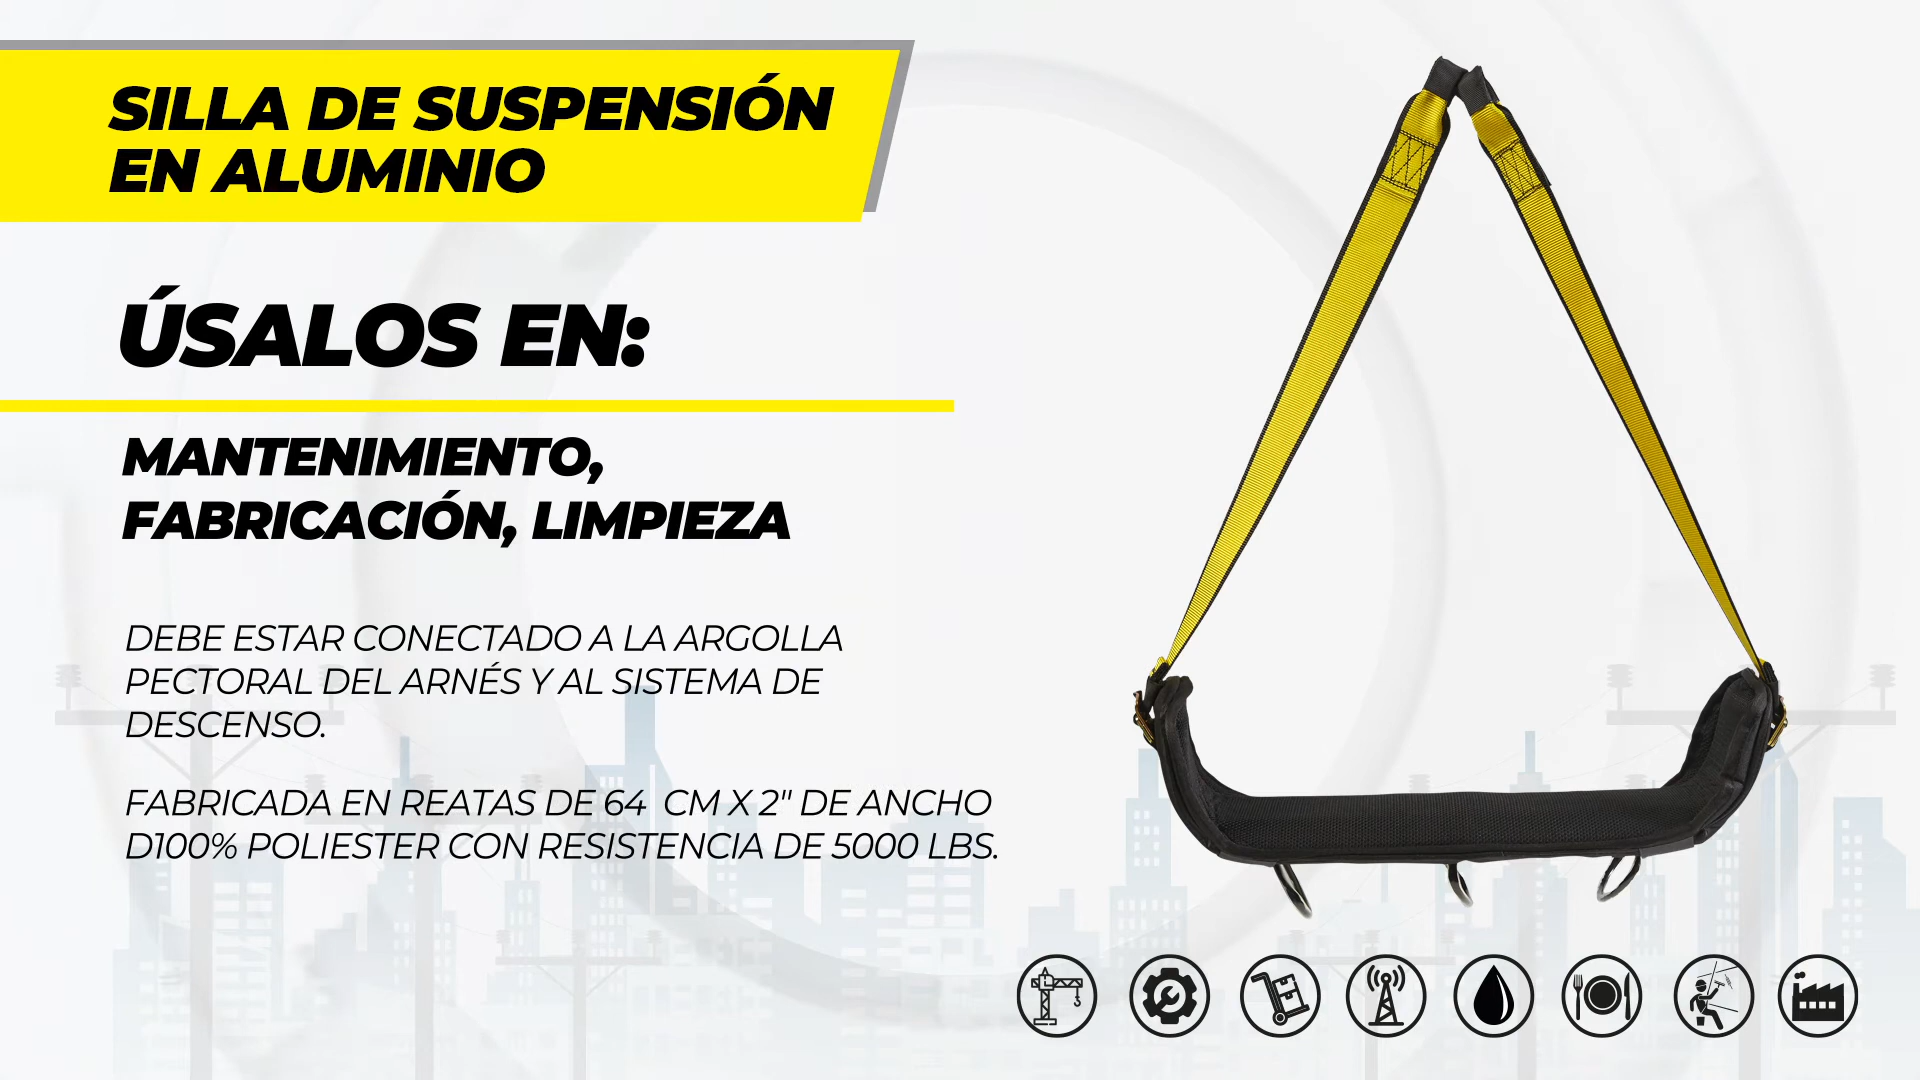 SILLA DE SUSPENSIÓN
EN ALUMINIO
ÚSALOS EN:
MANTENIMIENTO,
FABRICACIÓN, LIMPIEZA
DEBE ESTAR CONECTADO A LA ARGOLLA
PECTORAL DEL ARNÉS Y AL SISTEMA DE
DESCENSO.
FABRICADA EN REATAS DE 64  CM X 2" DE ANCHO
D100% POLIESTER CON RESISTENCIA DE 5000 LBS.